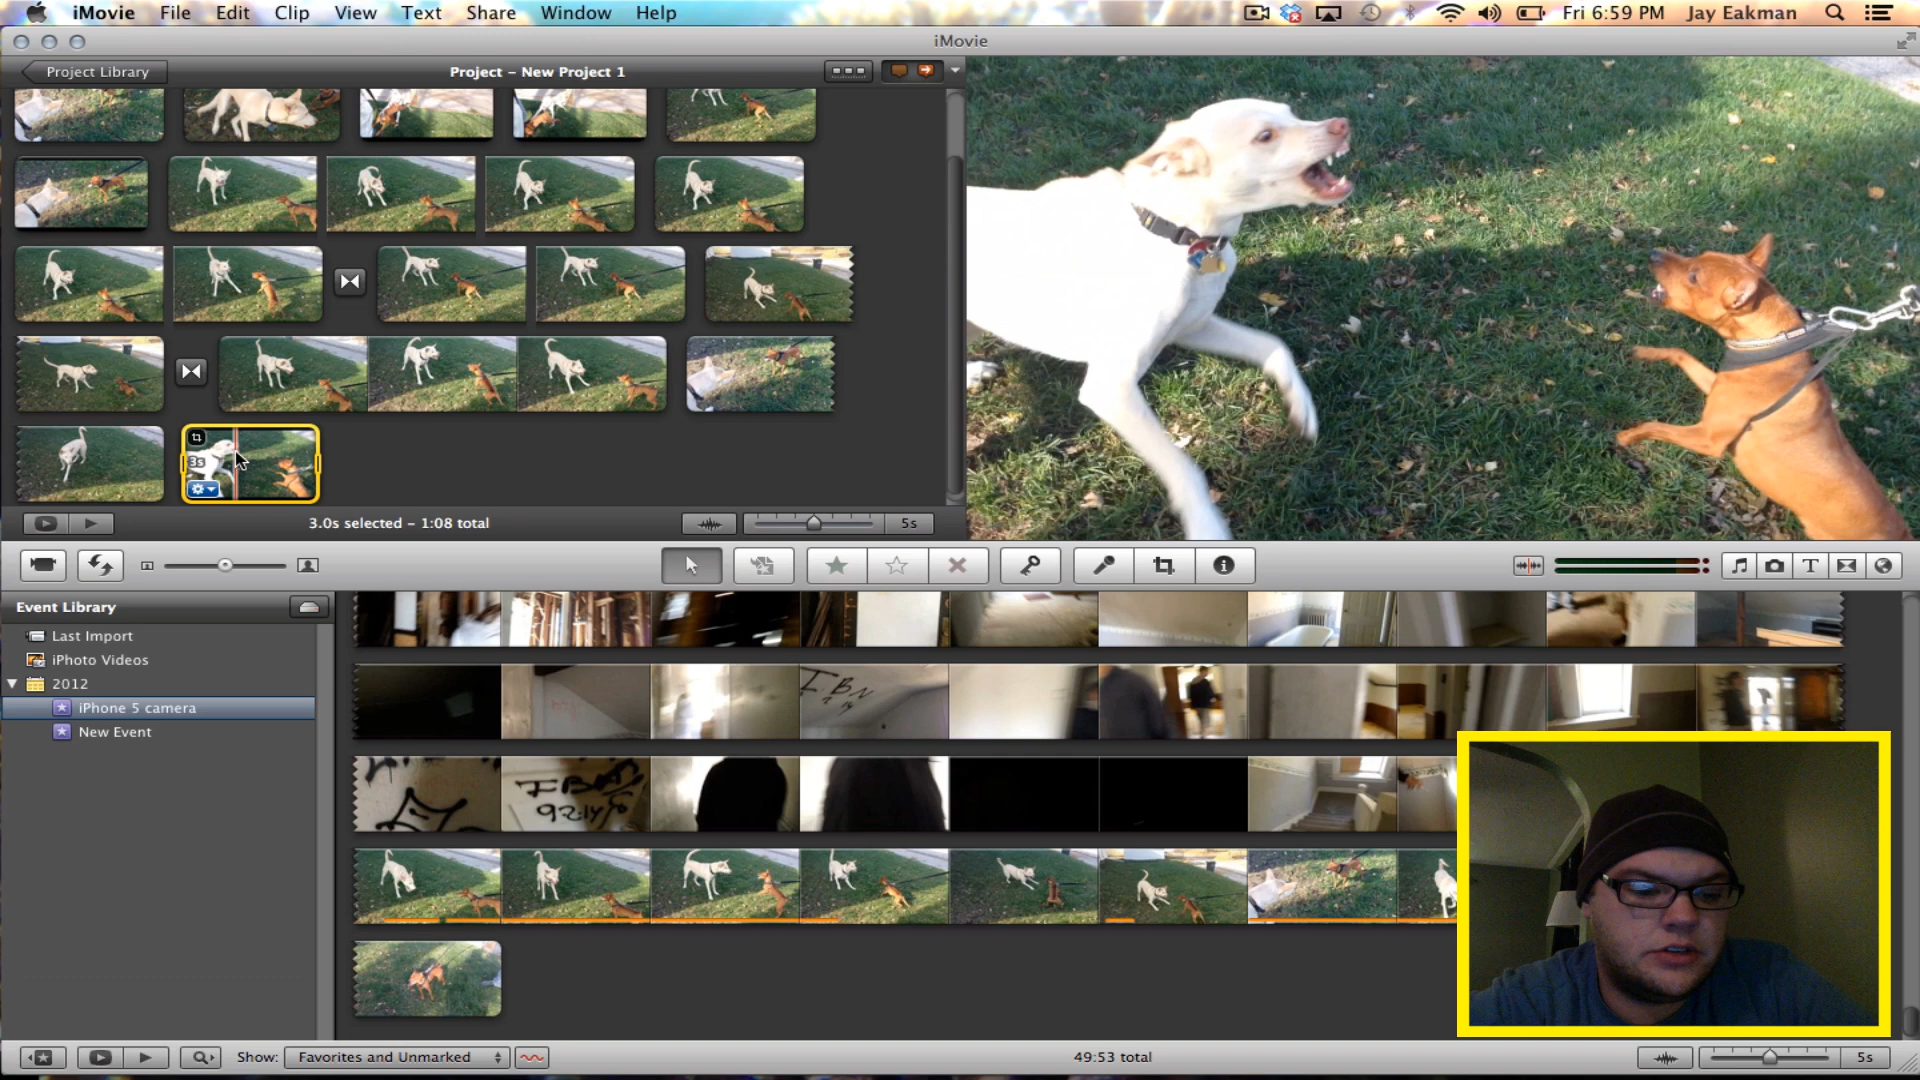 iMovie File Edit Clip View Text Share Window Help Fri 6:59 PM Jay Eakman
iMovie
Project Library Project – New Project 1
3s
3.0s selected – 1:08 total 5s
Event Library
Last Import
iPhoto Videos
2012
iPhone 5 camera
New Event
Show: Favorites and Unmarked 49:53 total 5s